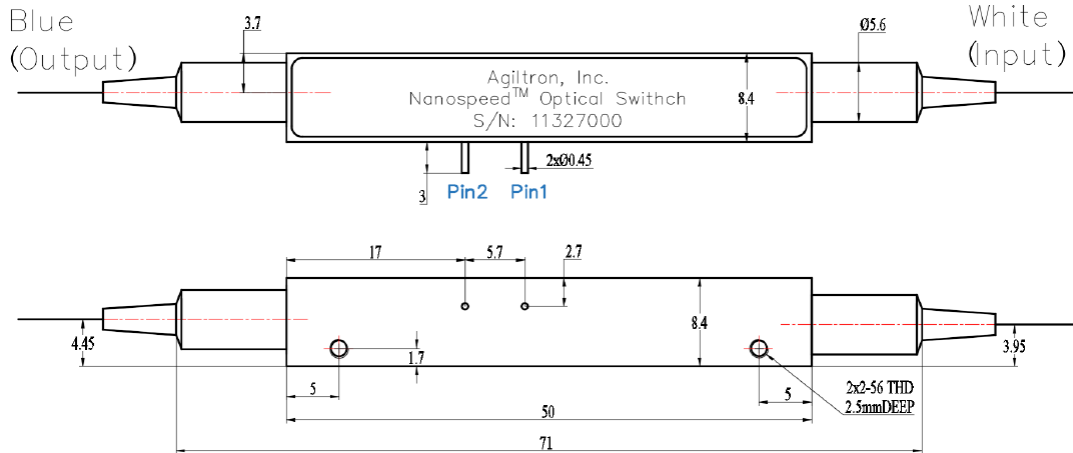 Blue
(Output)
White
(Input)
3.7
Ø5.6
Agiltron, Inc.
Nanospeed™ Optical Swithch
S/N: 11327000
8.4
3
2xØ0.45
Pin2
Pin1
17
5.7
2.7
8.4
4.45
1.7
3.95
5
5
2x2-56 THD
2.5mmDEEP
50
71